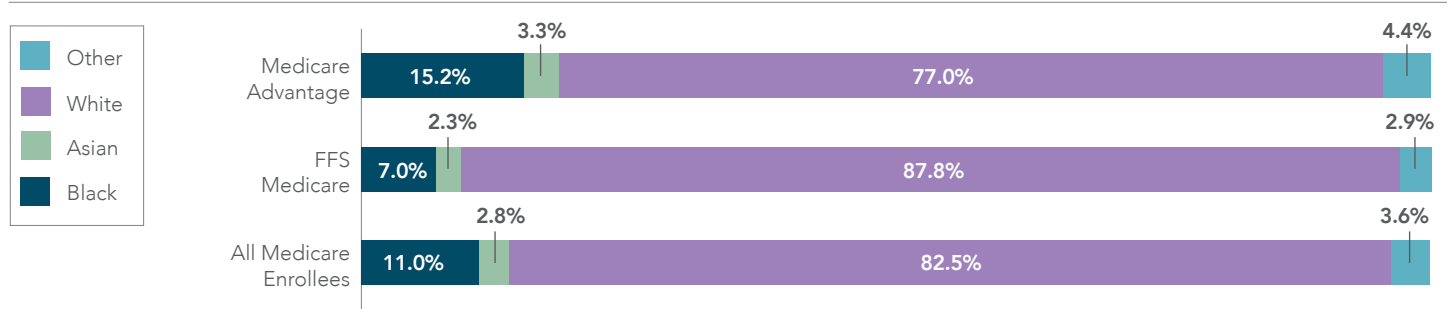 Other
White
Asian
Black
3.3%
4.4%
Medicare
Advantage
15.2%
77.0%
2.3%
2.9%
FFS
Medicare
7.0%
87.8%
2.8%
3.6%
All Medicare
Enrollees
11.0%
82.5%